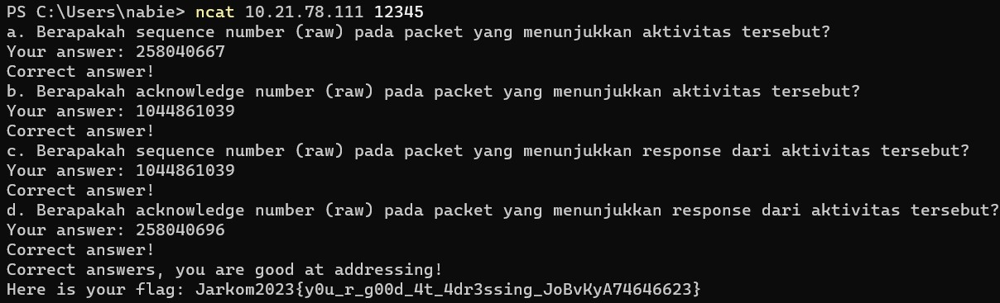 PS C:\Users\nabie> ncat 10.21.78.111 12345
a. Berapakah sequence number (raw) pada packet yang menunjukkan aktivitas tersebut?
Your answer: 258040667
Correct answer!
b. Berapakah acknowledge number (raw) pada packet yang menunjukkan aktivitas tersebut?
Your answer: 1044861039
Correct answer!
c. Berapakah sequence number (raw) pada packet yang menunjukkan response dari aktivitas tersebut?
Your answer: 1044861039
Correct answer!
d. Berapakah acknowledge number (raw) pada packet yang menunjukkan response dari aktivitas tersebut?
Your answer: 258040696
Correct answer!
Correct answers, you are good at addressing!
Here is your flag: Jarkom2023{y0u_r_g00d_4t_4dr3ssing_JoBvKyA74646623}